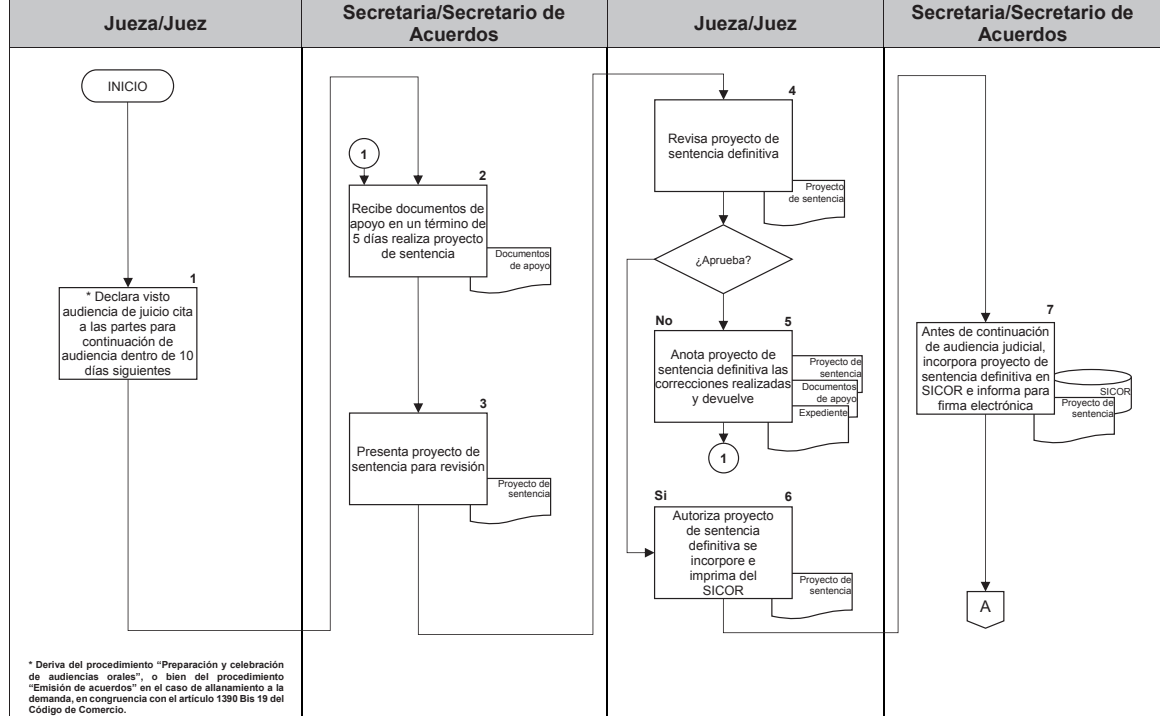 Jueza/Juez
Secretaria/Secretario de
Acuerdos
Jueza/Juez
Secretaria/Secretario de
Acuerdos
INICIO
1
* Declara visto
audiencia de juicio cita
a las partes para
continuación de
audiencia dentro de 10
días siguientes
* Deriva del procedimiento “Preparación y celebración
de audiencias orales”, o bien del procedimiento
“Emisión de acuerdos” en el caso de allanamiento a la
demanda, en congruencia con el artículo 1390 Bis 19 del
Código de Comercio.
1
2
Recibe documentos de
apoyo en un término de
5 días realiza proyecto
de sentencia
Documentos
de apoyo
3
Presenta proyecto de
sentencia para revisión
Proyecto de
sentencia
4
Revisa proyecto de
sentencia definitiva
Proyecto
de sentencia
¿Aprueba?
No
5
Anota proyecto de
sentencia definitiva las
correcciones realizadas
y devuelve
Proyecto de
sentencia
Documentos
de apoyo
Expediente
1
Si
6
Autoriza proyecto
de sentencia
definitiva se
incorpore e
imprima del
SICOR
Proyecto de
sentencia
7
Antes de continuación
de audiencia judicial,
incorpora proyecto de
sentencia definitiva en
SICOR e informa para
firma electrónica
SICOR
Proyecto de
sentencia
A